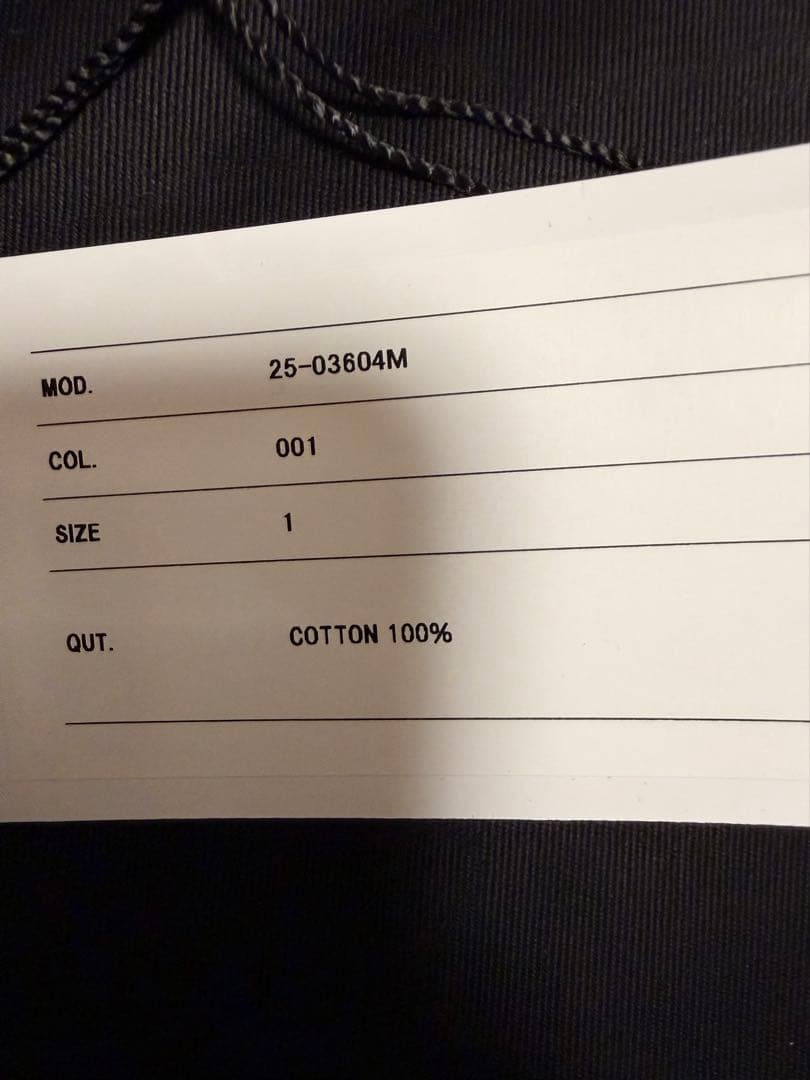 MOD. 25-03604M
COL. 001
SIZE 1
QUT. COTTON 100%